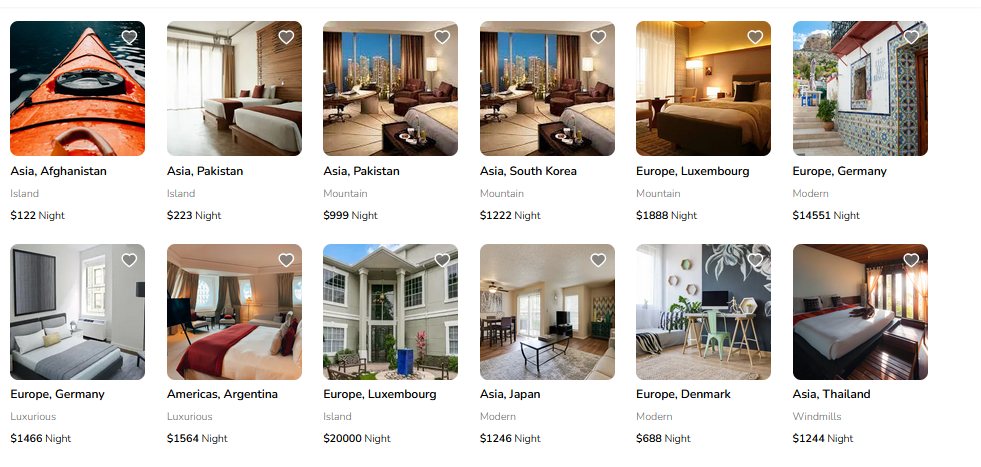 Asia, Afghanistan
Island
$122 Night
Asia, Pakistan
Island
$223 Night
Asia, Pakistan
Mountain
$999 Night
Asia, South Korea
Mountain
$1222 Night
Europe, Luxembourg
Mountain
$1888 Night
Europe, Germany
Modern
$14551 Night
Europe, Germany
Luxurious
$1466 Night
Americas, Argentina
Luxurious
$1564 Night
Europe, Luxembourg
Island
$20000 Night
Asia, Japan
Modern
$1246 Night
Europe, Denmark
Modern
$688 Night
Asia, Thailand
Windmills
$1244 Night